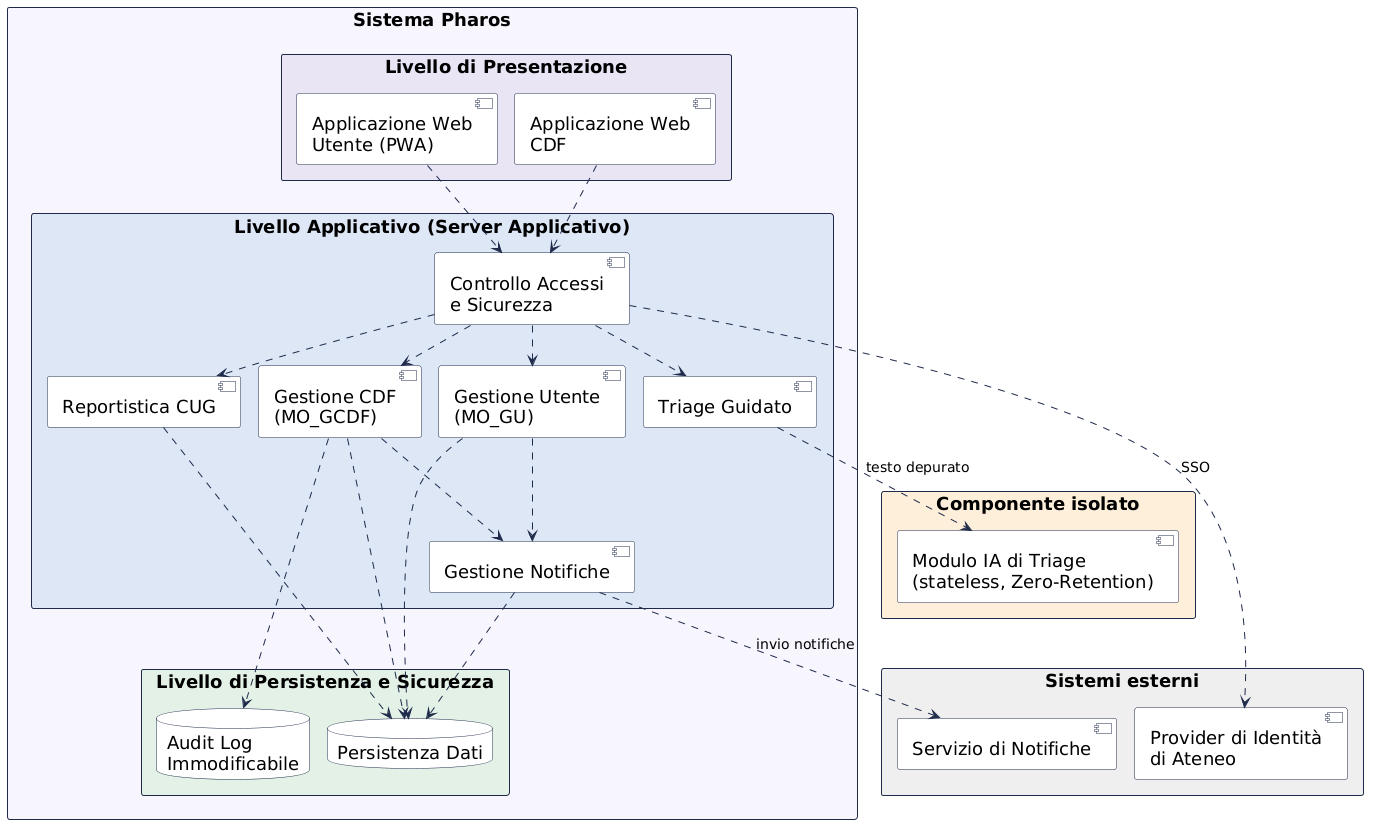 Sistema Pharos
Livello di Presentazione
Applicazione Web
Utente (PWA)
Applicazione Web
CDF
Livello Applicativo (Server Applicativo)
Controllo Accessi
e Sicurezza
Reportistica CUG
Gestione CDF
(MO_GCDF)
Gestione Utente
(MO_GU)
Triage Guidato
testo depurato
SSO
Componente isolato
Modulo IA di Triage
(stateless, Zero-Retention)
Gestione Notifiche
invio notifiche
Livello di Persistenza e Sicurezza
Audit Log
Immodificabile
Persistenza Dati
Sistemi esterni
Servizio di Notifiche
Provider di Identità
di Ateneo